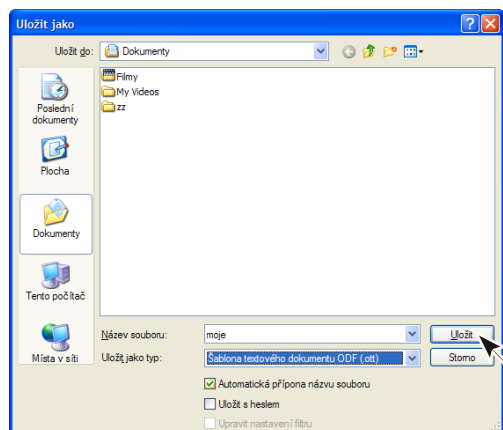 Uložit jako
Uložit do:
Dokumenty
Filmy
My Videos
zz
Poslední
dokumenty
Plocha
Dokumenty
Tento počítač
Místa v síti
Název souboru:
moje
Uložit
Uložit jako typ:
Šablona textového dokumentu ODF (.ott)
Storno
Automatická přípona názvu souboru
Uložit s heslem
Upravit nastavení filtru